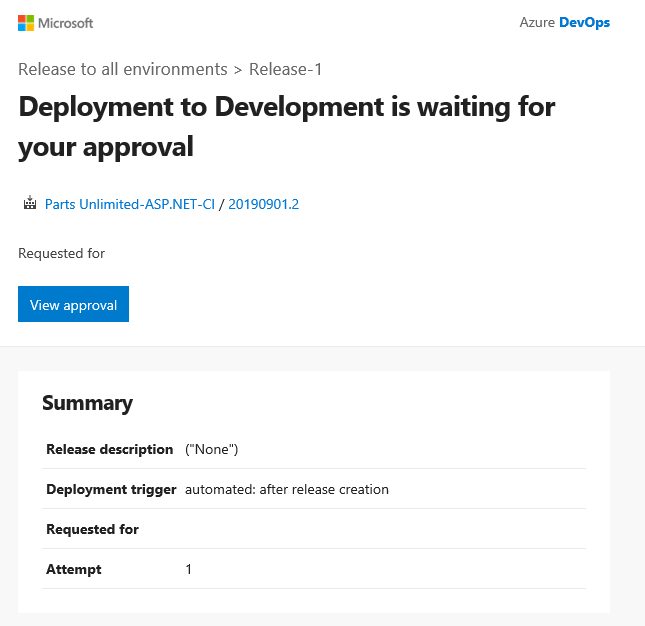 Microsoft
Azure DevOps
Release to all environments > Release-1
Deployment to Development is waiting for
your approval
Parts Unlimited-ASP.NET-CI / 20190901.2
Requested for
View approval
Summary
Release description ("None")
Deployment trigger automated: after release creation
Requested for
Attempt 1